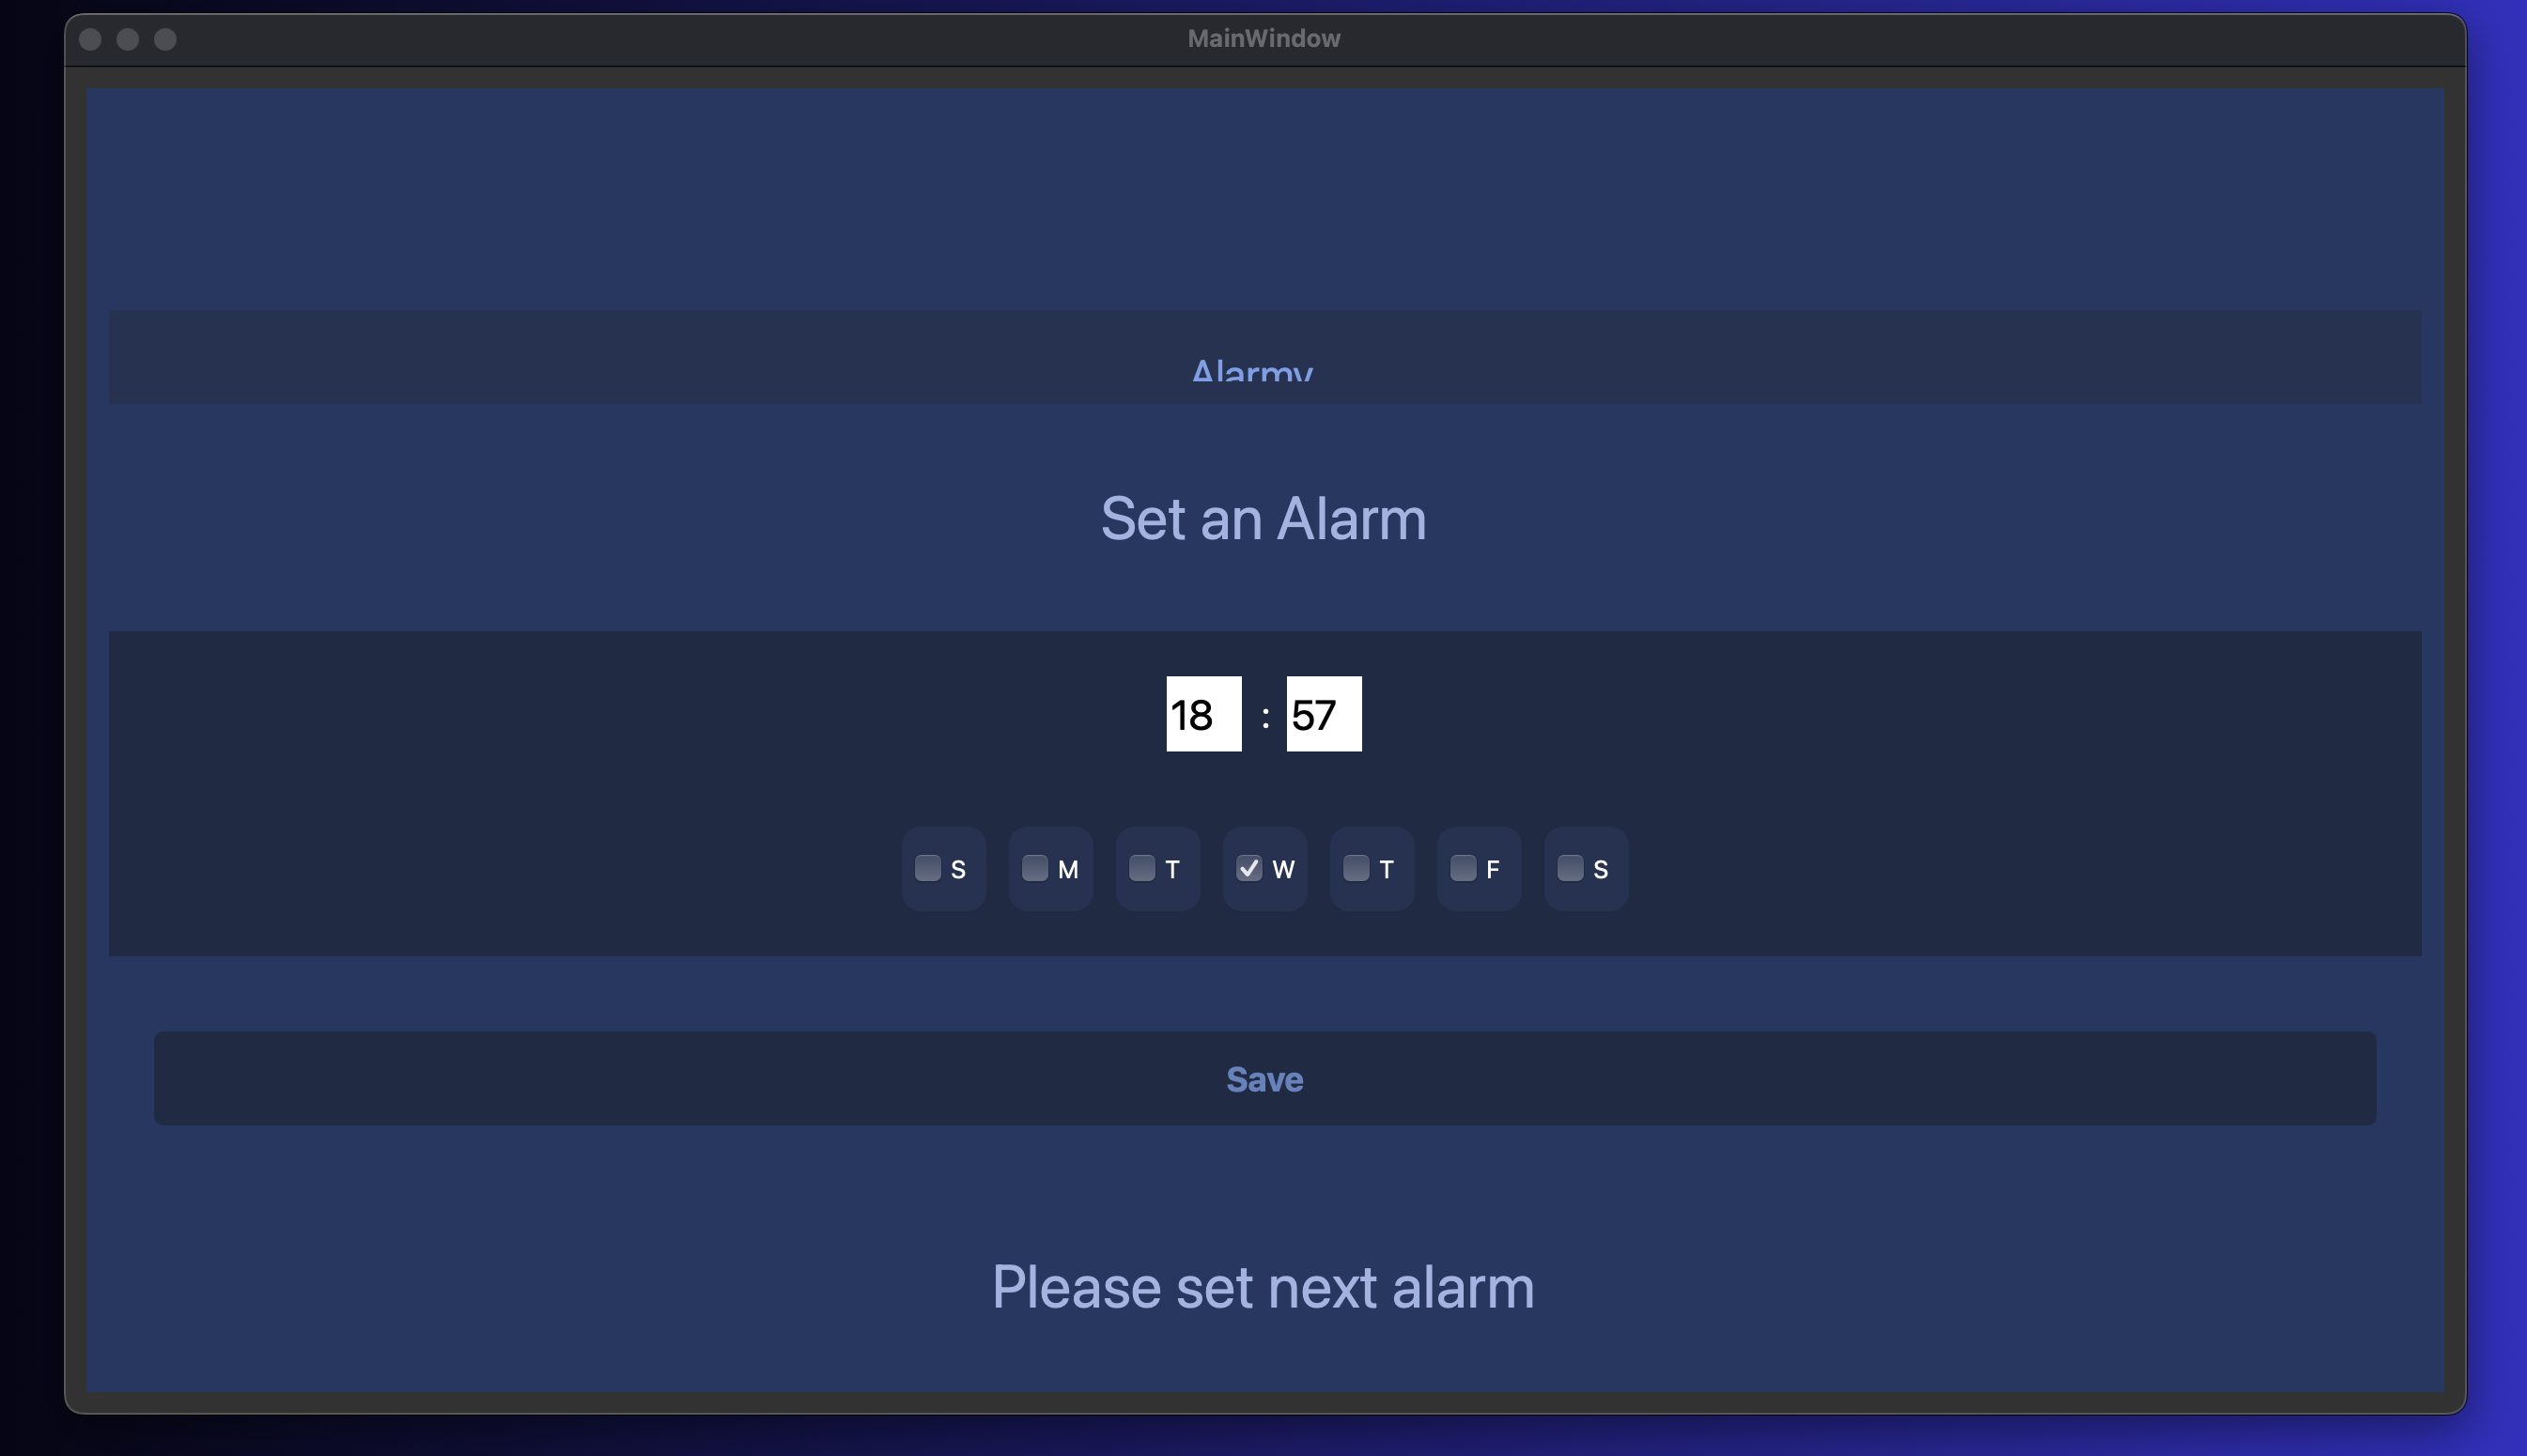 MainWindow
Alarmy
Set an Alarm
18 : 57
S M T W T F S
Save
Please set next alarm